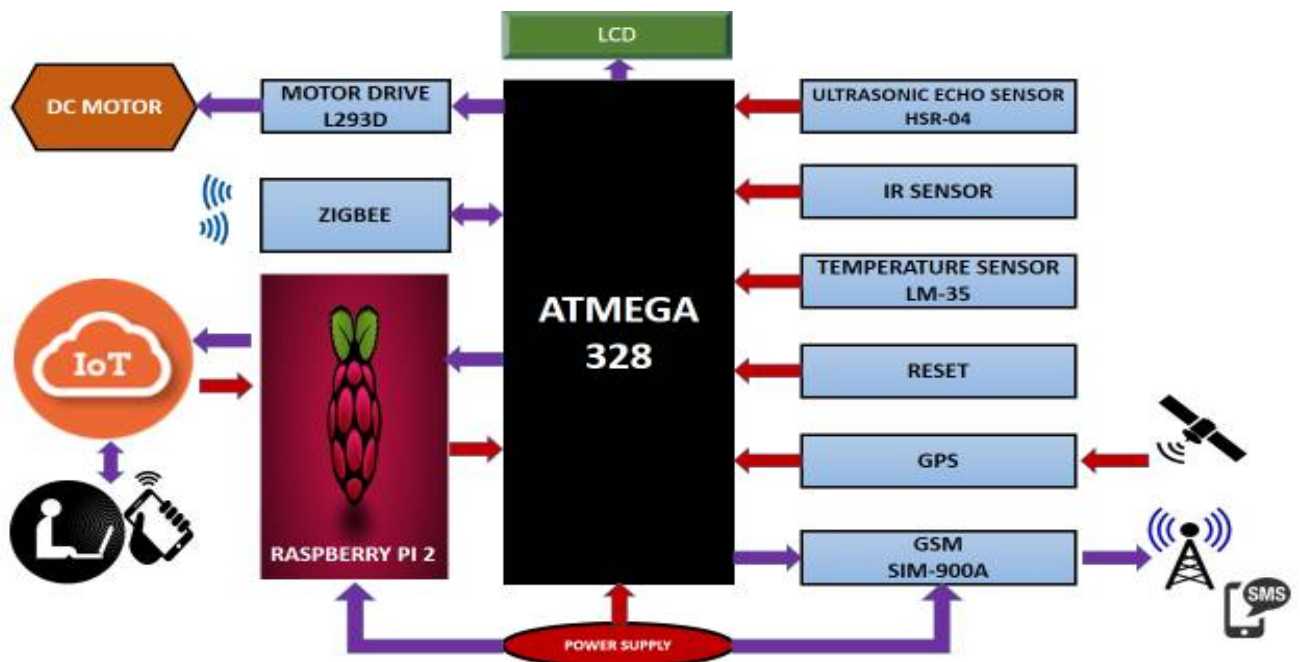 LCD
DC MOTOR
MOTOR DRIVE
L293D
ULTRASONIC ECHO SENSOR
HSR-04
ZIGBEE
IR SENSOR
TEMPERATURE SENSOR
LM-35
ATMEGA
328
IoT
RESET
GPS
RASPBERRY PI 2
GSM
SIM-900A
SMS
POWER SUPPLY